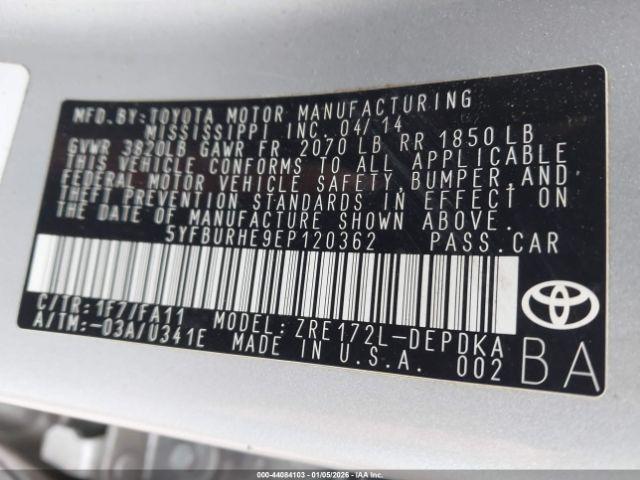 MFD. BY: TOYOTA MOTOR MANUFACTURING
MISSISSIPPI INC. 04/14
GVWR 3820LB GAWR FR 2070 LB RR 1850 LB
THIS VEHICLE CONFORMS TO ALL APPLICABLE
FEDERAL MOTOR VEHICLE SAFETY, BUMPER, AND
THEFT PREVENTION STANDARDS IN EFFECT ON
THE DATE OF MANUFACTURE SHOWN ABOVE.
5YFBURHE9EP120362 PASS. CAR
C/TR: 1F7/FA11
A/TM: -03A/U341E
MODEL: ZRE172L-DEPDKA
MADE IN U.S.A. 002
BA
000-44084103 - 01/05/2026 - IAAI.CA